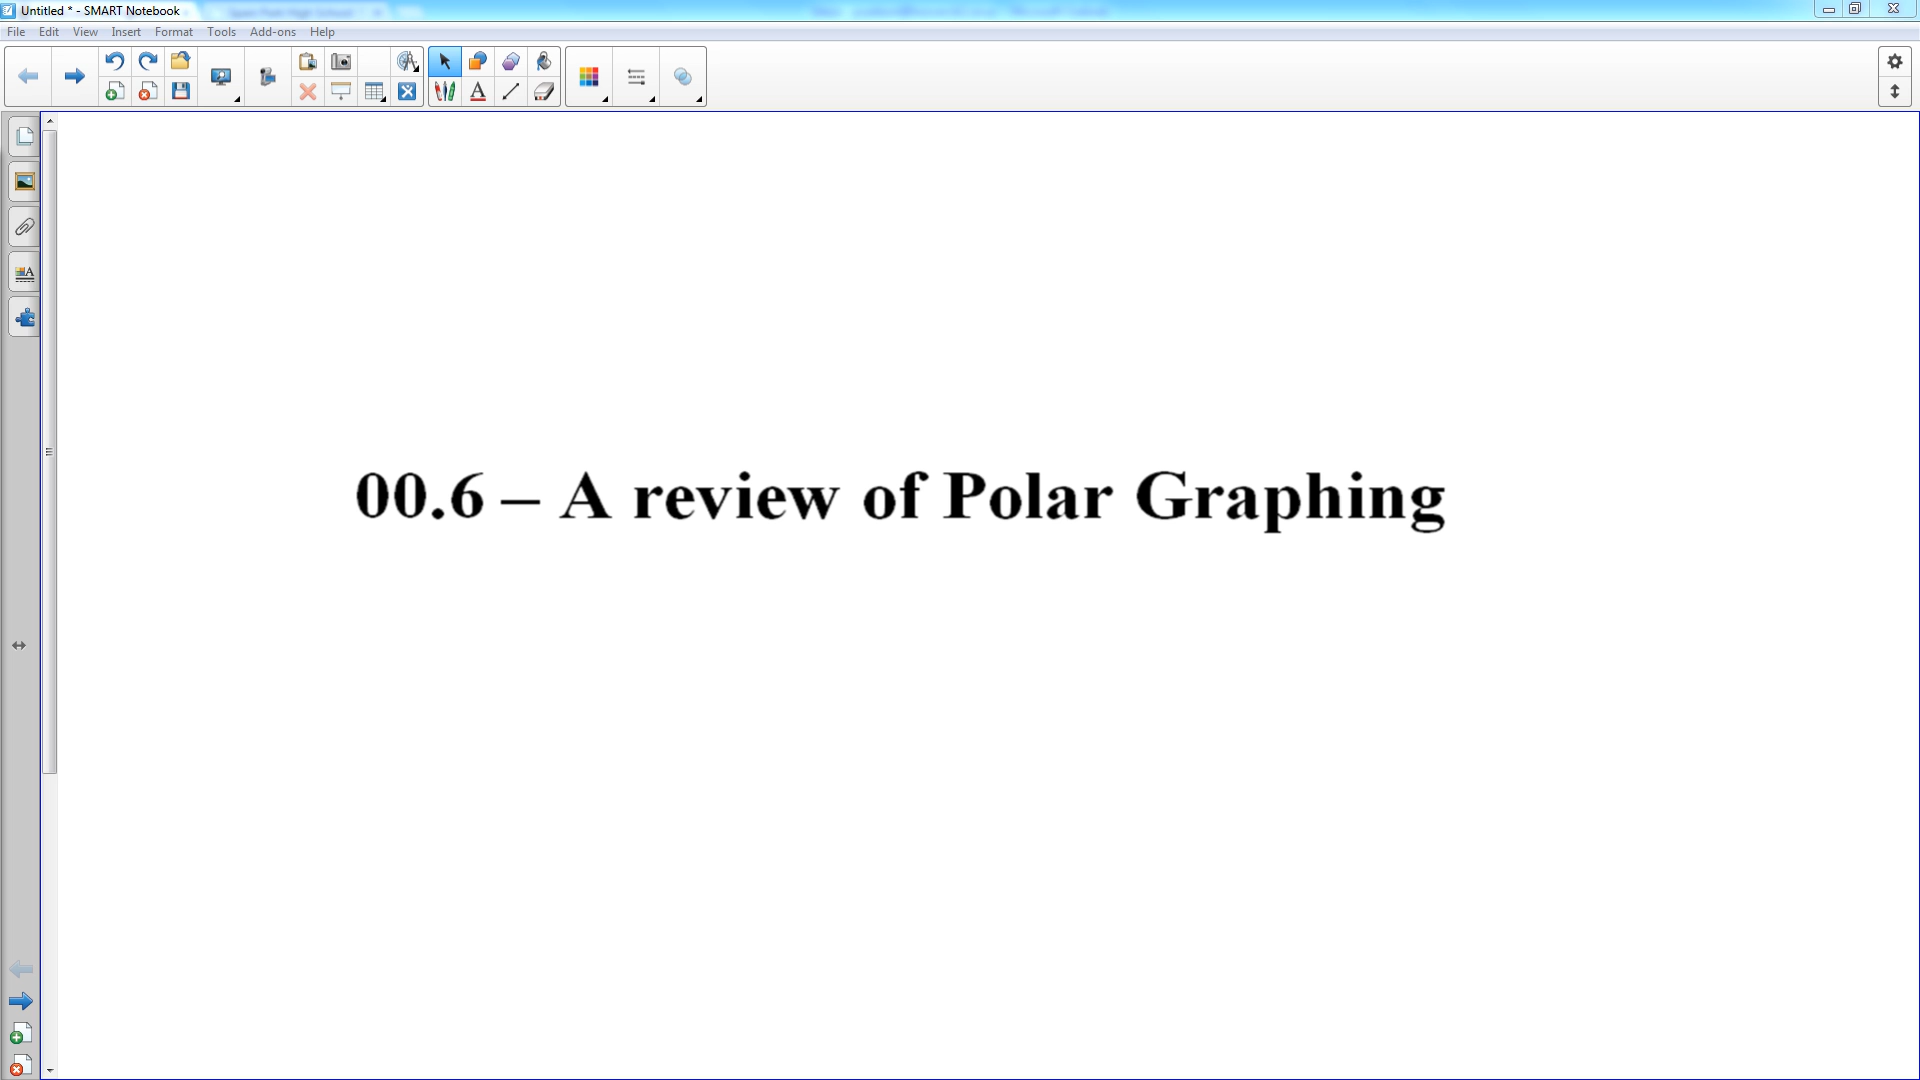 Untitled * - SMART Notebook
File Edit View Insert Format Tools Add-ons Help
00.6 – A review of Polar Graphing